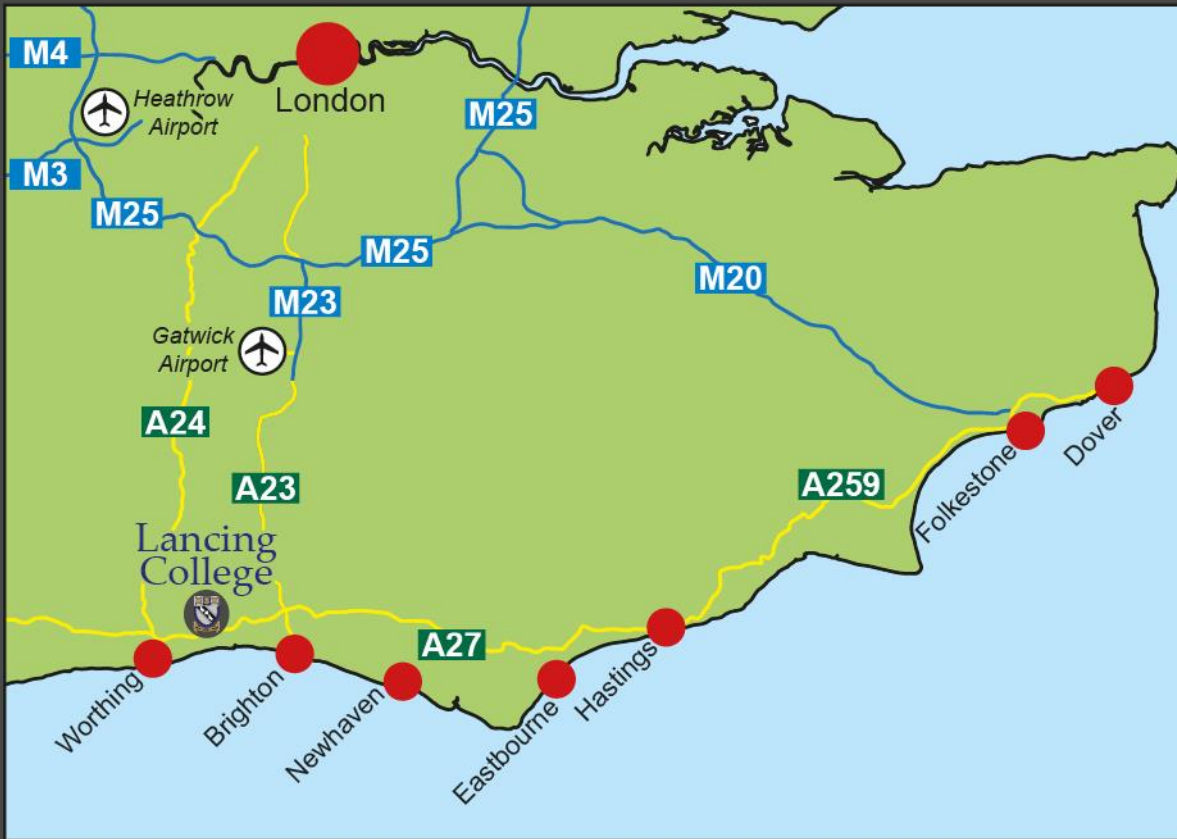 M4
London
Heathrow
Airport
M25
M3
M25
M25
M20
M23
Gatwick
Airport
A24
A23
A259
Lancing
College
A27
Worthing
Brighton
Newhaven
Eastbourne
Hastings
Folkestone
Dover